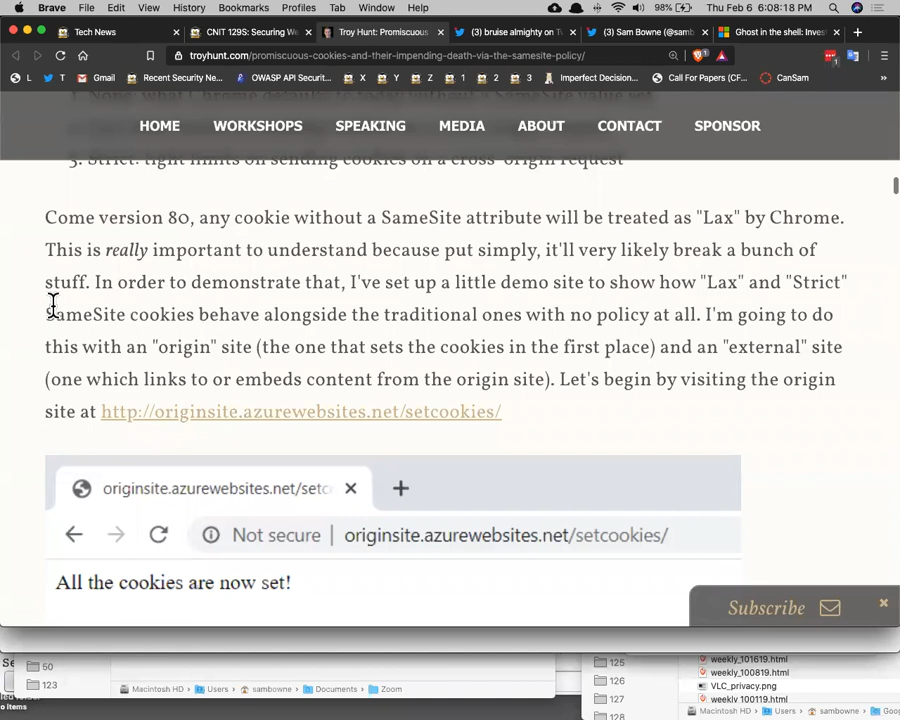 Brave File Edit View History Bookmarks Profiles Tab Window Help 98% Thu Feb 6 6:08:18 PM
Tech News CNIT 129S: Securing We Troy Hunt: Promiscuous bruise almighty on Tw (3) Sam Bowne (@samb Ghost in the shell: Invest
troyhunt.com/promiscuous-cookies-and-their-impending-death-via-the-samesite-policy/
L T Gmail Recent Security Ne... OWASP API Securit... X Y Z 1 2 3 Imperfect Decision... Call For Papers (CF... CanSam »
HOME WORKSHOPS SPEAKING MEDIA ABOUT CONTACT SPONSOR
3. Strict: tight limits on sending cookies on a cross-origin request
Come version 80, any cookie without a SameSite attribute will be treated as "Lax" by Chrome.
This is really important to understand because put simply, it'll very likely break a bunch of
stuff. In order to demonstrate that, I've set up a little demo site to show how "Lax" and "Strict"
SameSite cookies behave alongside the traditional ones with no policy at all. I'm going to do
this with an "origin" site (the one that sets the cookies in the first place) and an "external" site
(one which links to or embeds content from the origin site). Let's begin by visiting the origin
site at http://originsite.azurewebsites.net/setcookies/
originsite.azurewebsites.net/setc
Not secure | originsite.azurewebsites.net/setcookies/
All the cookies are now set!
Subscribe
50
123
Macintosh HD Users sambowne Documents Zoom
125
126
127
128
weekly_101619.html
weekly_100819.html
VLC_privacy.png
weekly_100119.html
Macintosh HD Users sambowne Goo